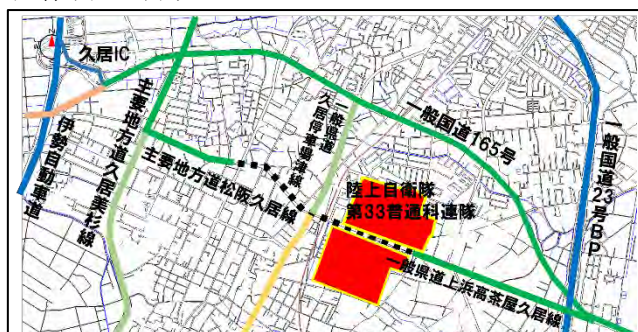 久居IC
主要地方道久居美杉線
伊勢自動車道
主要地方道松阪久居線
一般県道
久居停車場津線
一般国道165号
一般国道23号BP
陸上自衛隊
第33普通科連隊
一般県道上浜高茶屋久居線